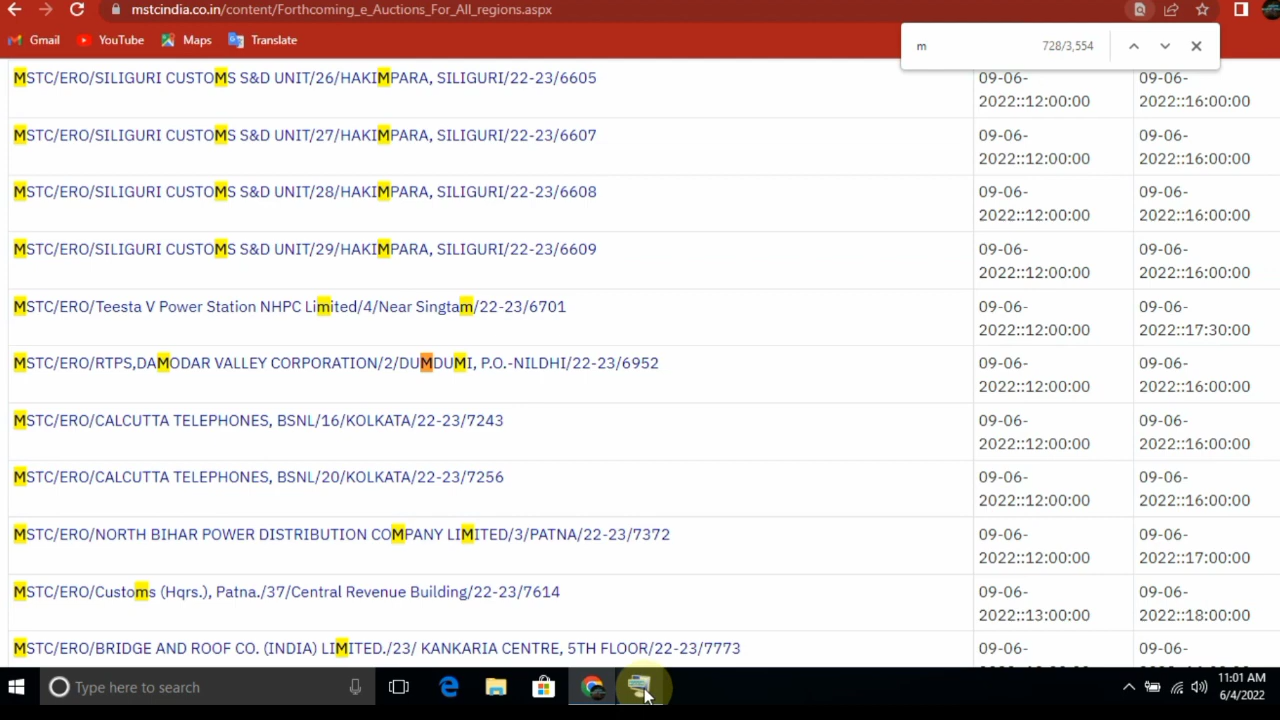 mstcindia.co.in/content/Forthcoming_e_Auctions_For_All_regions.aspx
Gmail YouTube Maps Translate
m 728/3,554
MSTC/ERO/SILIGURI CUSTOMS S&D UNIT/26/HAKIMPARA, SILIGURI/22-23/6605 09-06- 09-06-
2022::12:00:00 2022::16:00:00
MSTC/ERO/SILIGURI CUSTOMS S&D UNIT/27/HAKIMPARA, SILIGURI/22-23/6607 09-06- 09-06-
2022::12:00:00 2022::16:00:00
MSTC/ERO/SILIGURI CUSTOMS S&D UNIT/28/HAKIMPARA, SILIGURI/22-23/6608 09-06- 09-06-
2022::12:00:00 2022::16:00:00
MSTC/ERO/SILIGURI CUSTOMS S&D UNIT/29/HAKIMPARA, SILIGURI/22-23/6609 09-06- 09-06-
2022::12:00:00 2022::16:00:00
MSTC/ERO/Teesta V Power Station NHPC Limited/4/Near Singtam/22-23/6701 09-06- 09-06-
2022::12:00:00 2022::17:30:00
MSTC/ERO/RTPS,DAMODAR VALLEY CORPORATION/2/DUMDUMI, P.O.-NILDHI/22-23/6952 09-06- 09-06-
2022::12:00:00 2022::16:00:00
MSTC/ERO/CALCUTTA TELEPHONES, BSNL/16/KOLKATA/22-23/7243 09-06- 09-06-
2022::12:00:00 2022::16:00:00
MSTC/ERO/CALCUTTA TELEPHONES, BSNL/20/KOLKATA/22-23/7256 09-06- 09-06-
2022::12:00:00 2022::16:00:00
MSTC/ERO/NORTH BIHAR POWER DISTRIBUTION COMPANY LIMITED/3/PATNA/22-23/7372 09-06- 09-06-
2022::12:00:00 2022::17:00:00
MSTC/ERO/Customs (Hqrs.), Patna./37/Central Revenue Building/22-23/7614 09-06- 09-06-
2022::13:00:00 2022::18:00:00
MSTC/ERO/BRIDGE AND ROOF CO. (INDIA) LIMITED./23/ KANKARIA CENTRE, 5TH FLOOR/22-23/7773 09-06- 09-06-
Type here to search
11:01 AM
6/4/2022